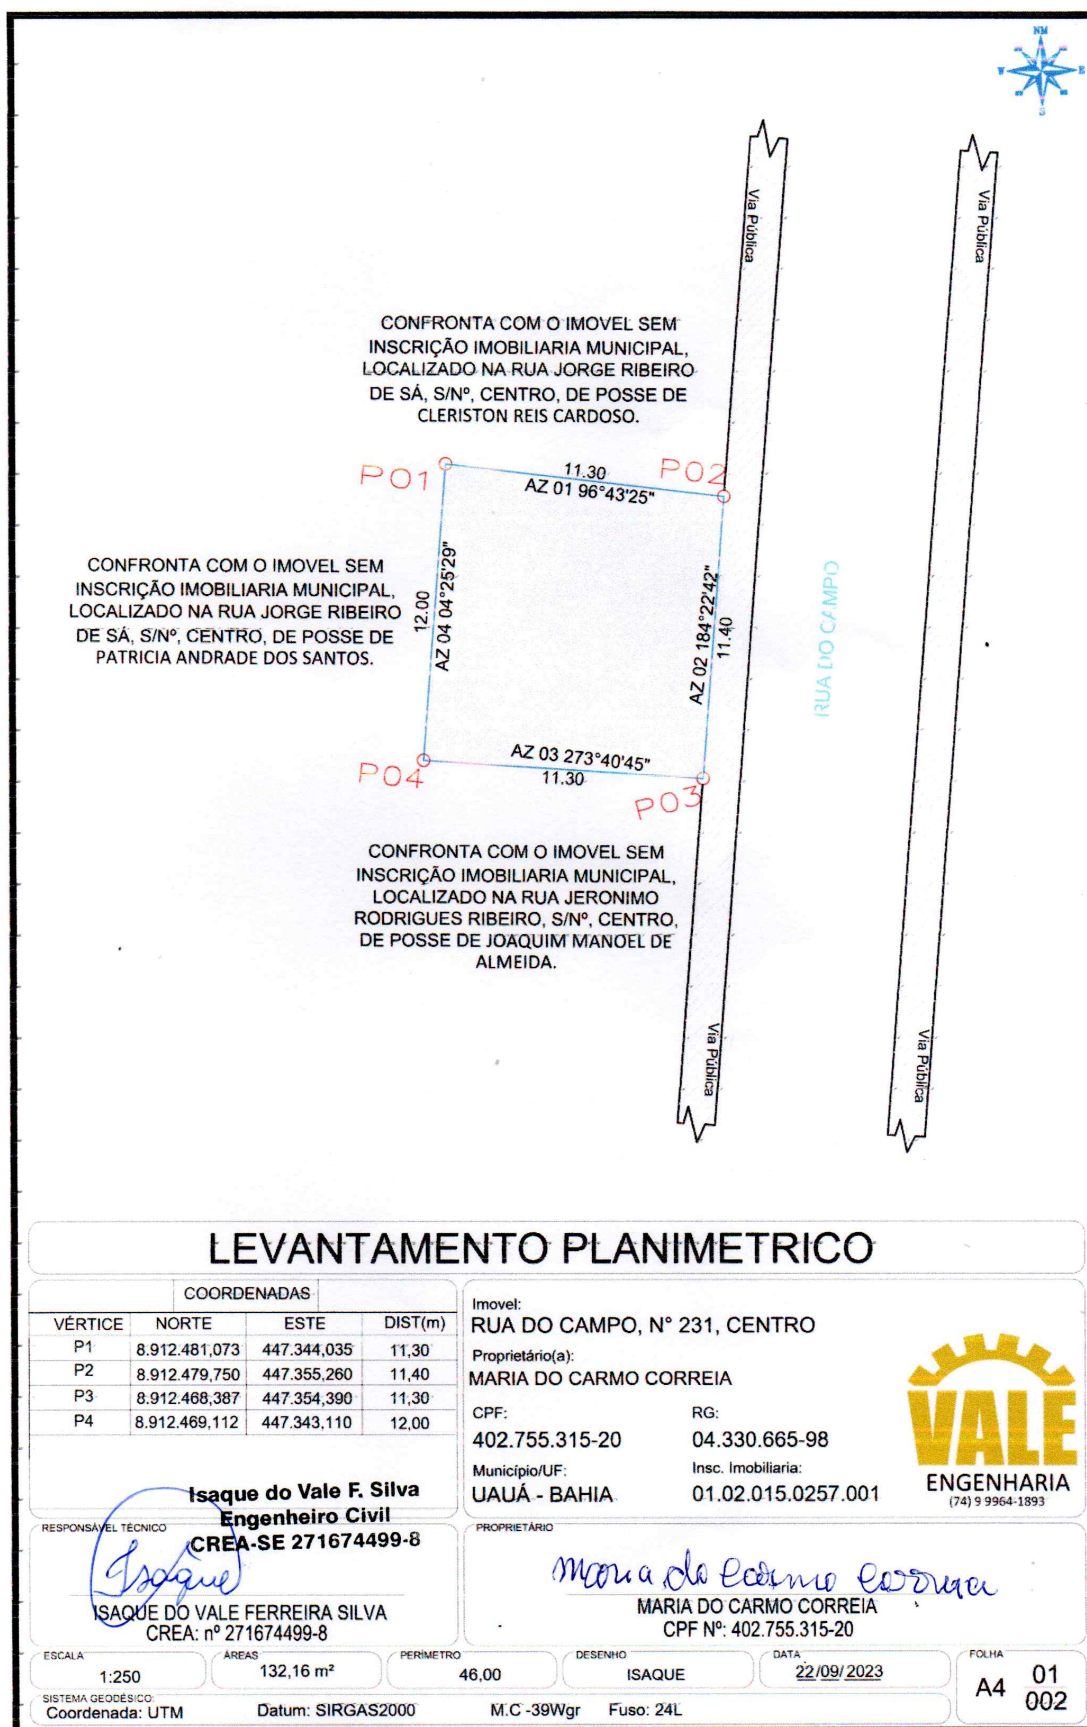 NM
W
E
S
Via Pública
Via Pública
CONFRONTA COM O IMOVEL SEM
INSCRIÇÃO IMOBILIARIA MUNICIPAL,
LOCALIZADO NA RUA JORGE RIBEIRO
DE SÁ, S/Nº, CENTRO, DE POSSE DE
CLERISTON REIS CARDOSO.
P01
11.30
AZ 01 96°43'25"
P02
CONFRONTA COM O IMOVEL SEM
INSCRIÇÃO IMOBILIARIA MUNICIPAL,
LOCALIZADO NA RUA JORGE RIBEIRO
DE SÁ, S/Nº, CENTRO, DE POSSE DE
PATRICIA ANDRADE DOS SANTOS.
12.00
AZ 04 04°25'29"
AZ 02 184°22'42"
11.40
RUA DO CAMPO
P04
AZ 03 273°40'45"
11.30
P03
CONFRONTA COM O IMOVEL SEM
INSCRIÇÃO IMOBILIARIA MUNICIPAL,
LOCALIZADO NA RUA JERONIMO
RODRIGUES RIBEIRO, S/Nº, CENTRO,
DE POSSE DE JOAQUIM MANOEL DE
ALMEIDA.
Via Pública
Via Pública
LEVANTAMENTO PLANIMETRICO
COORDENADAS
VÉRTICE NORTE ESTE DIST(m)
P1 8.912.481,073 447.344,035 11,30
P2 8.912.479,750 447.355,260 11,40
P3 8.912.468,387 447.354,390 11,30
P4 8.912.469,112 447.343,110 12,00
Imovel:
RUA DO CAMPO, N° 231, CENTRO
Proprietário(a):
MARIA DO CARMO CORREIA
CPF: RG:
402.755.315-20 04.330.665-98
Município/UF: Insc. Imobiliaria:
UAUÁ - BAHIA 01.02.015.0257.001
VALE
ENGENHARIA
(74) 9 9964-1893
Isaque do Vale F. Silva
Engenheiro Civil
CREA-SE 271674499-8
RESPONSÁVEL TÉCNICO
Isaque
ISAQUE DO VALE FERREIRA SILVA
CREA: nº 271674499-8
PROPRIETÁRIO
Maria do Carmo Correia
MARIA DO CARMO CORREIA
CPF Nº: 402.755.315-20
ESCALA
1:250
ÁREAS
132,16 m²
PERÍMETRO
46,00
DESENHO
ISAQUE
DATA
22/09/2023
FOLHA
A4 01
002
SISTEMA GEODÉSICO:
Coordenada: UTM Datum: SIRGAS2000 M.C -39Wgr Fuso: 24L